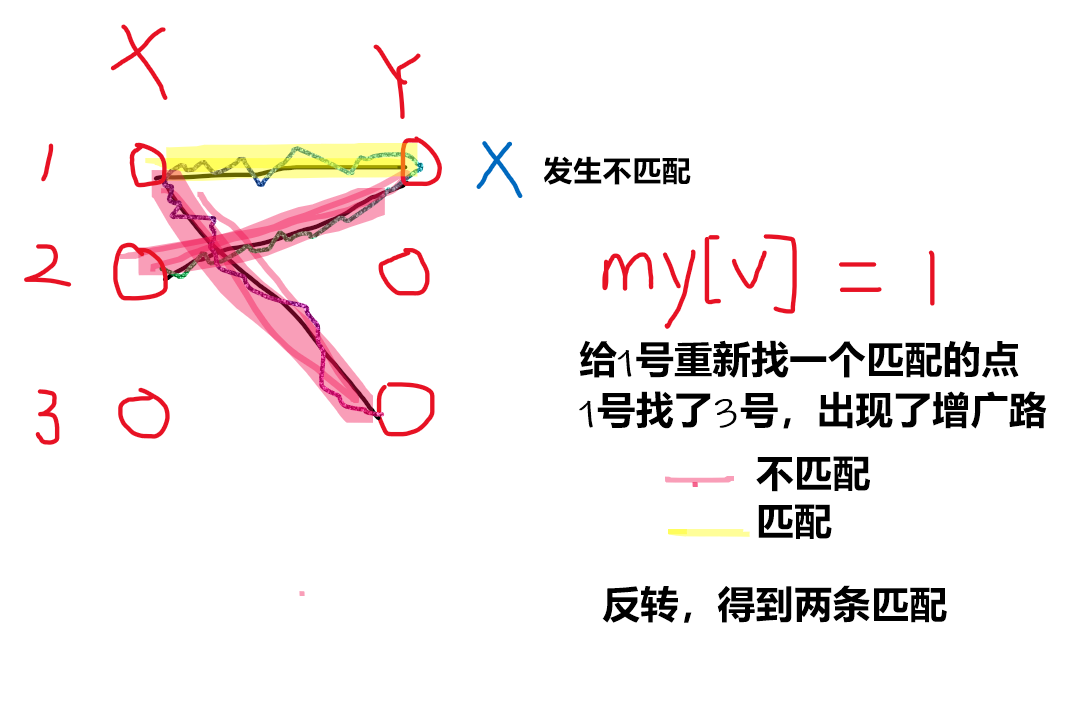 X Y
1
X 发生不匹配
2
my[v] = 1
给1号重新找一个匹配的点
3
1号找了3号，出现了增广路
不匹配
匹配
反转，得到两条匹配